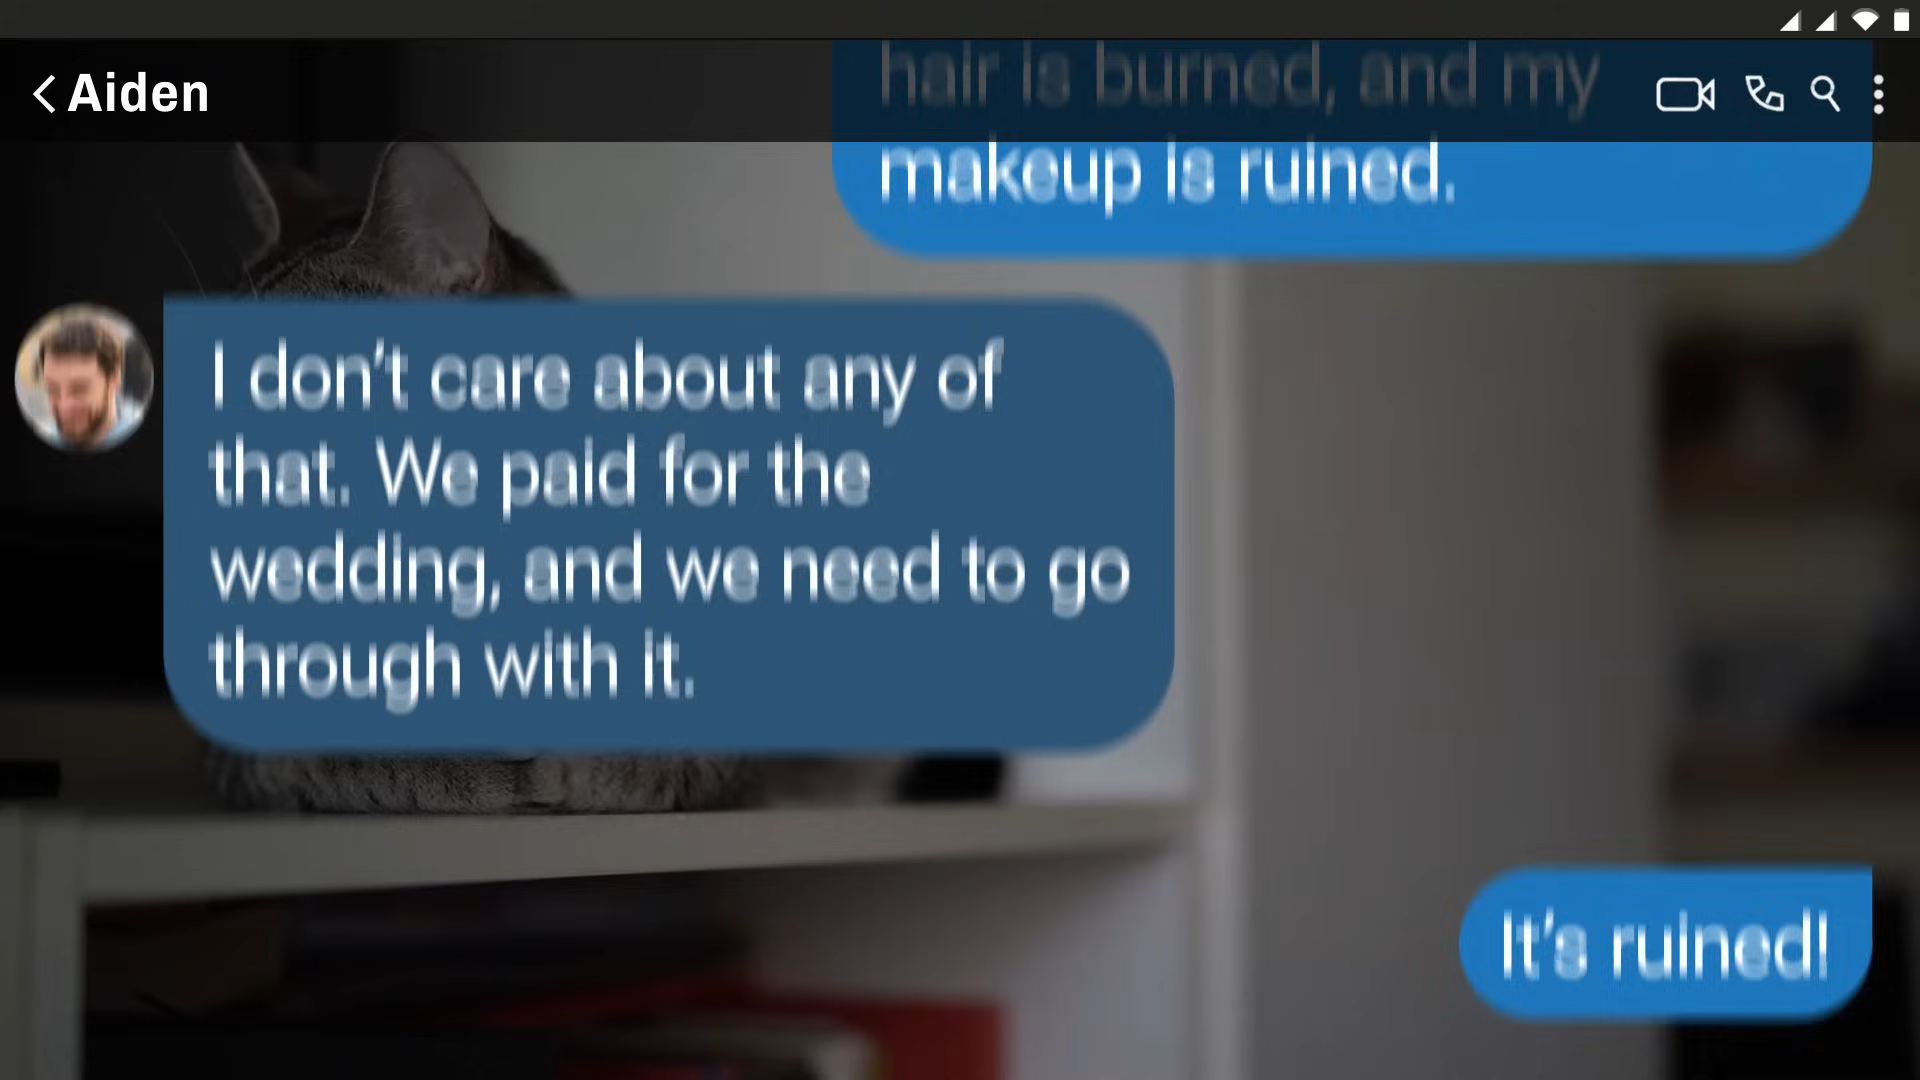 Aiden
hair is burned, and my
makeup is ruined.
I don't care about any of
that. We paid for the
wedding, and we need to go
through with it.
It's ruined!